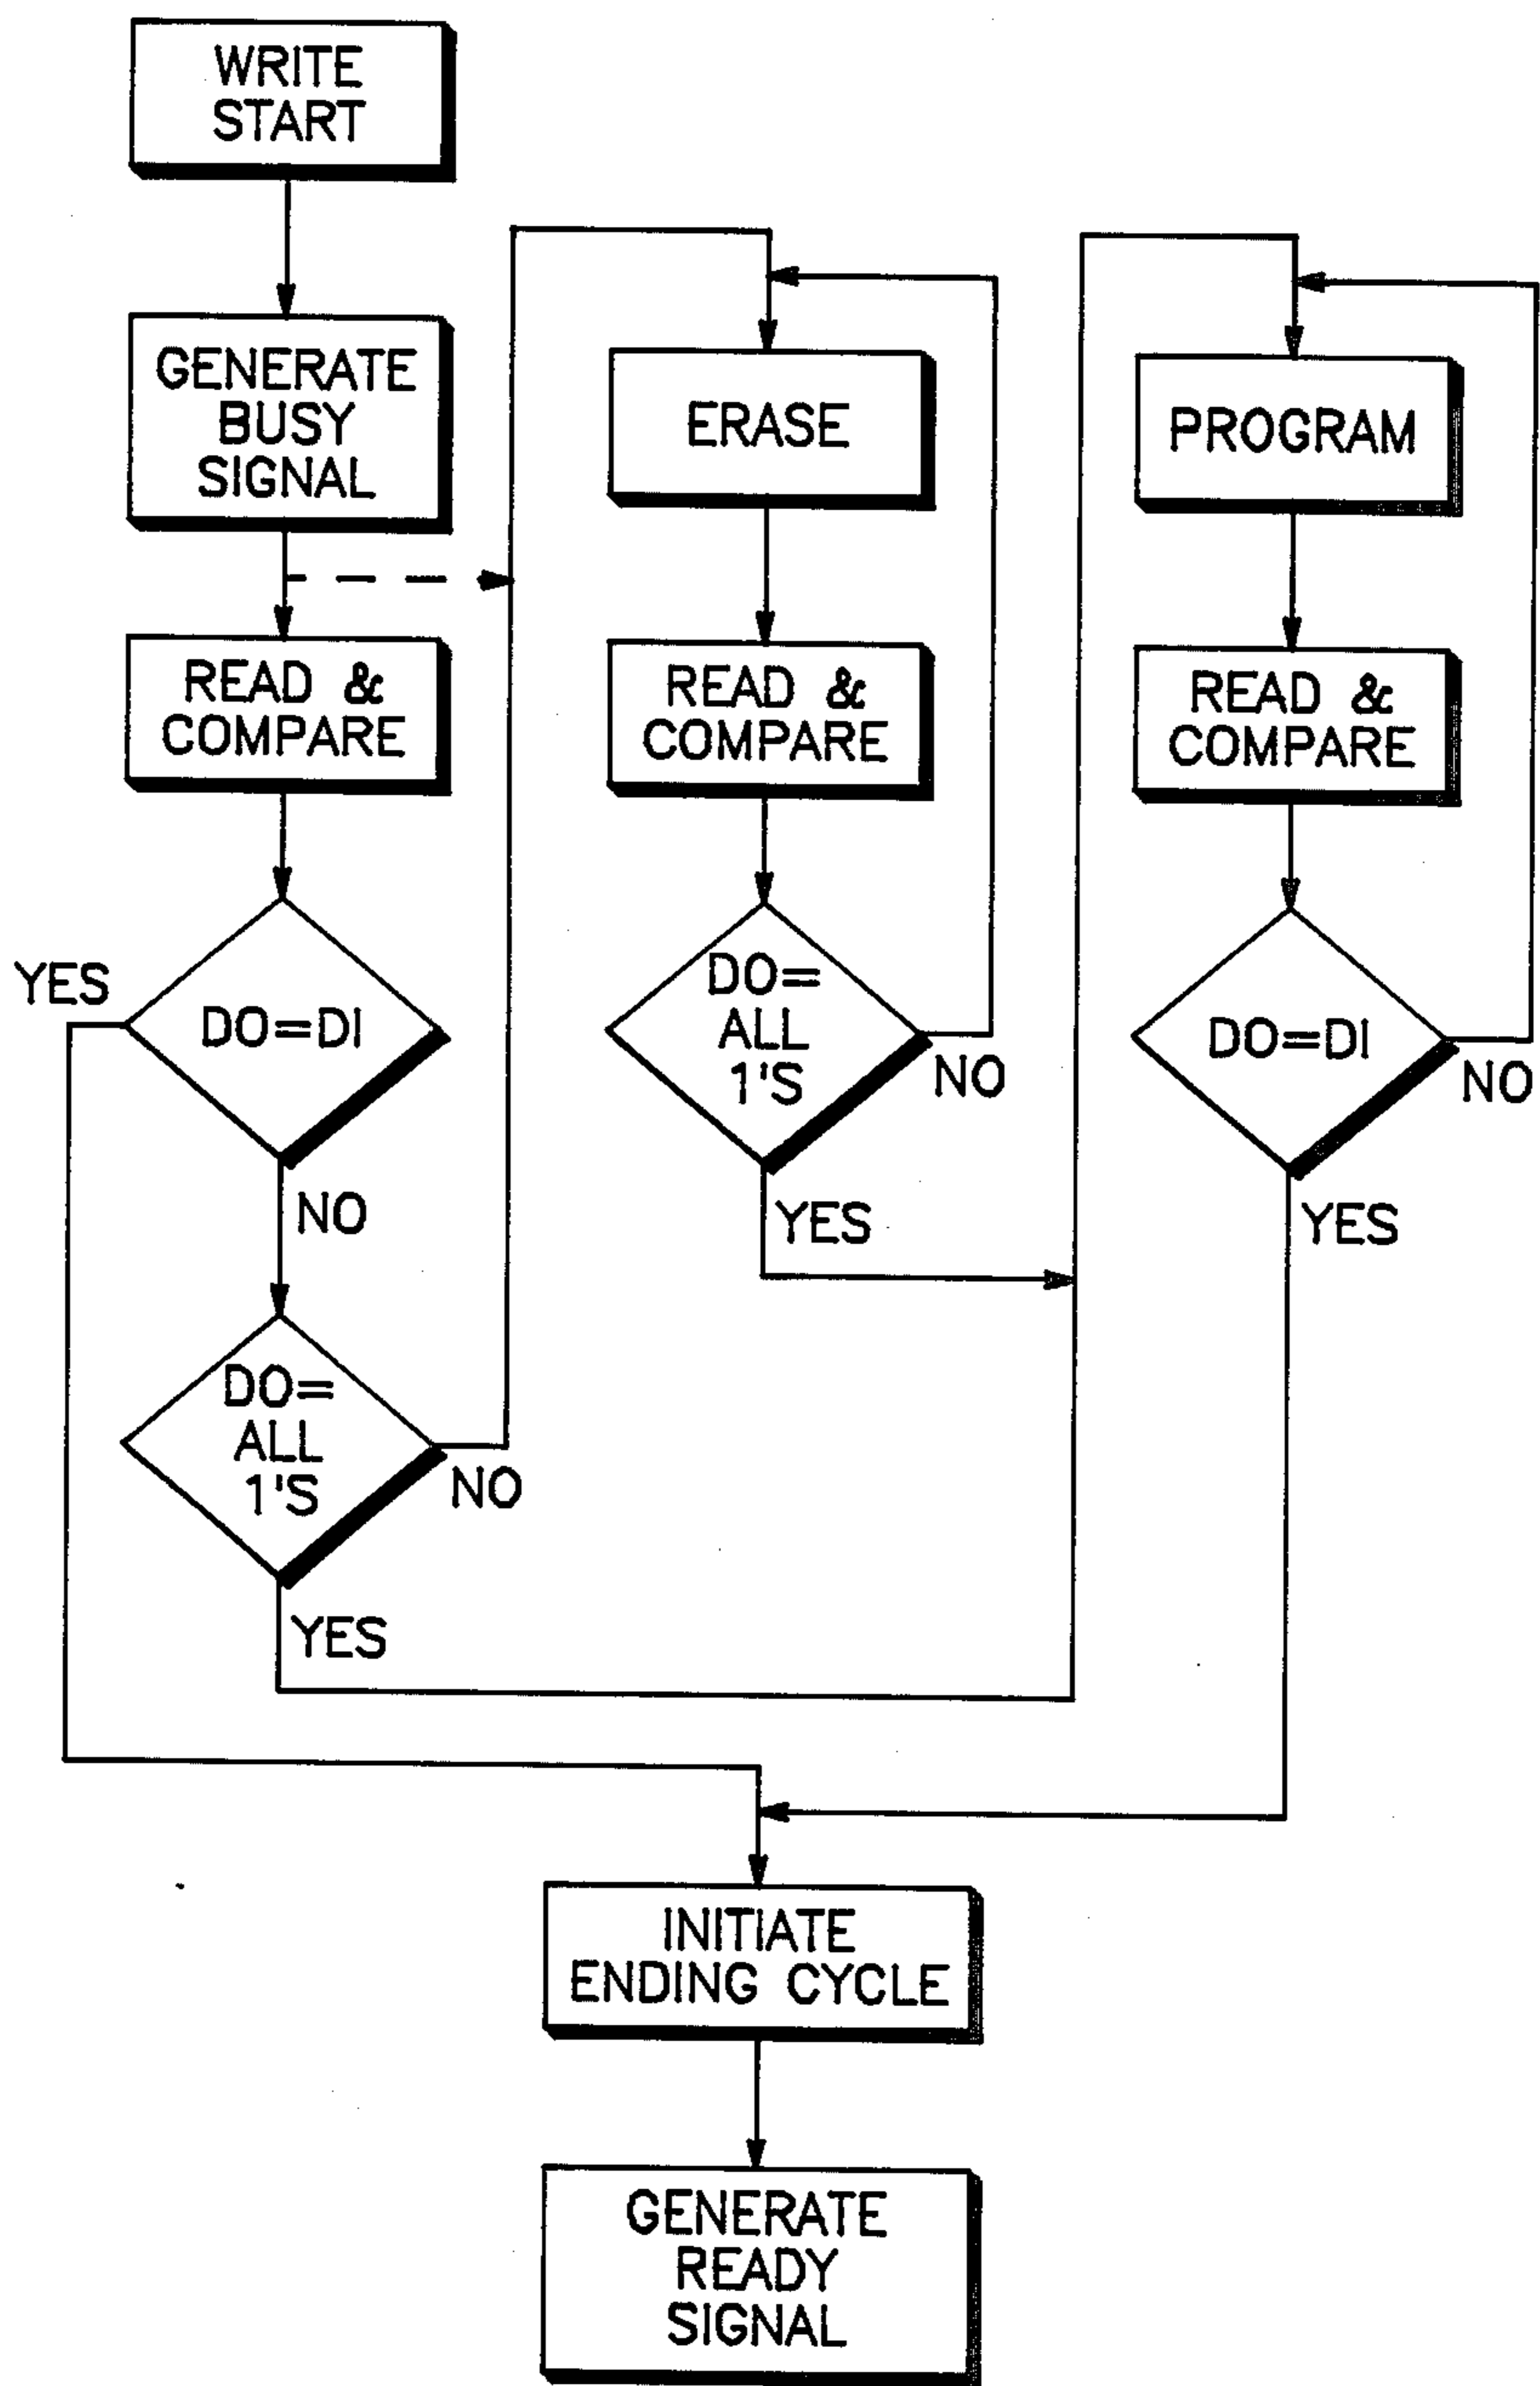 WRITE
START
GENERATE
BUSY
SIGNAL
READ &
COMPARE
YES
DO=DI
NO
DO=
ALL
1'S
NO
YES
ERASE
READ &
COMPARE
DO=
ALL
1'S
NO
YES
PROGRAM
READ &
COMPARE
DO=DI
NO
YES
INITIATE
ENDING CYCLE
GENERATE
READY
SIGNAL